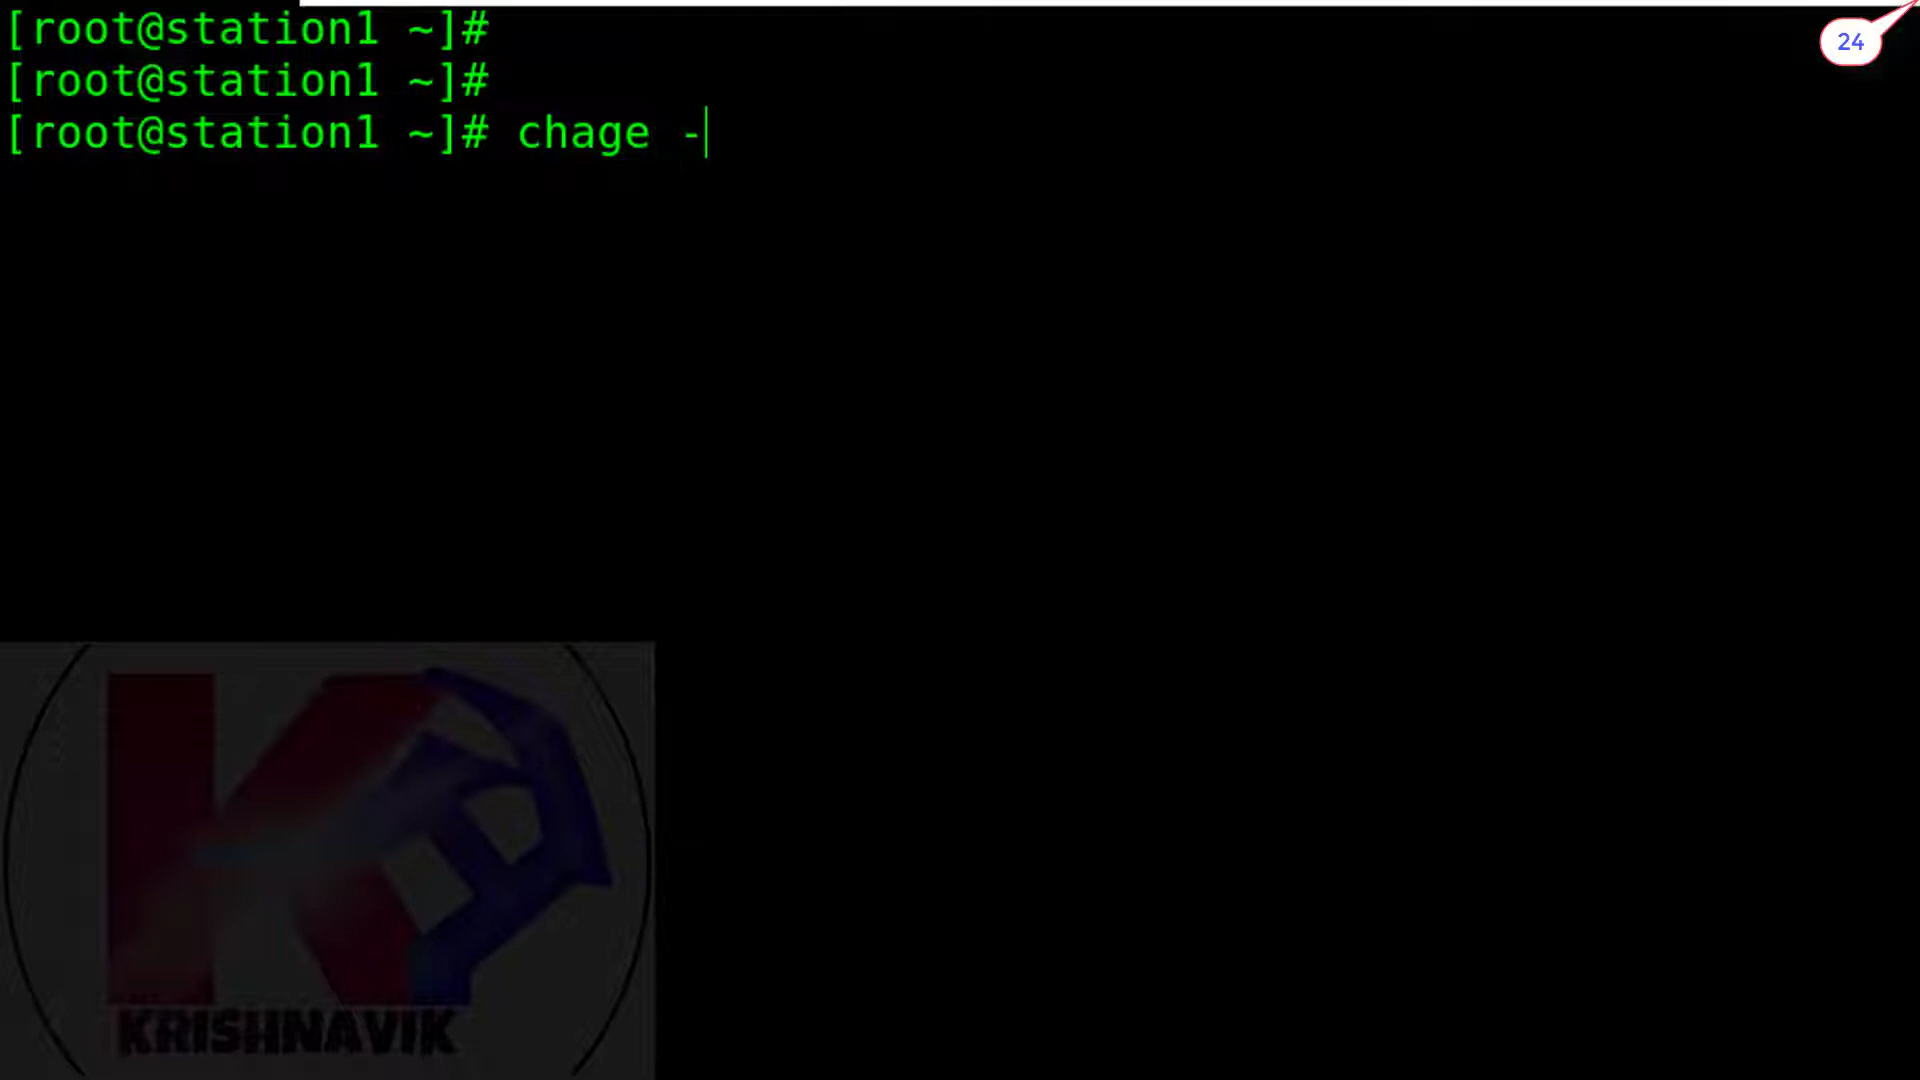 [root@station1 ~]#
24
[root@station1 ~]#
[root@station1 ~]# chage -
KRISHNAVIK